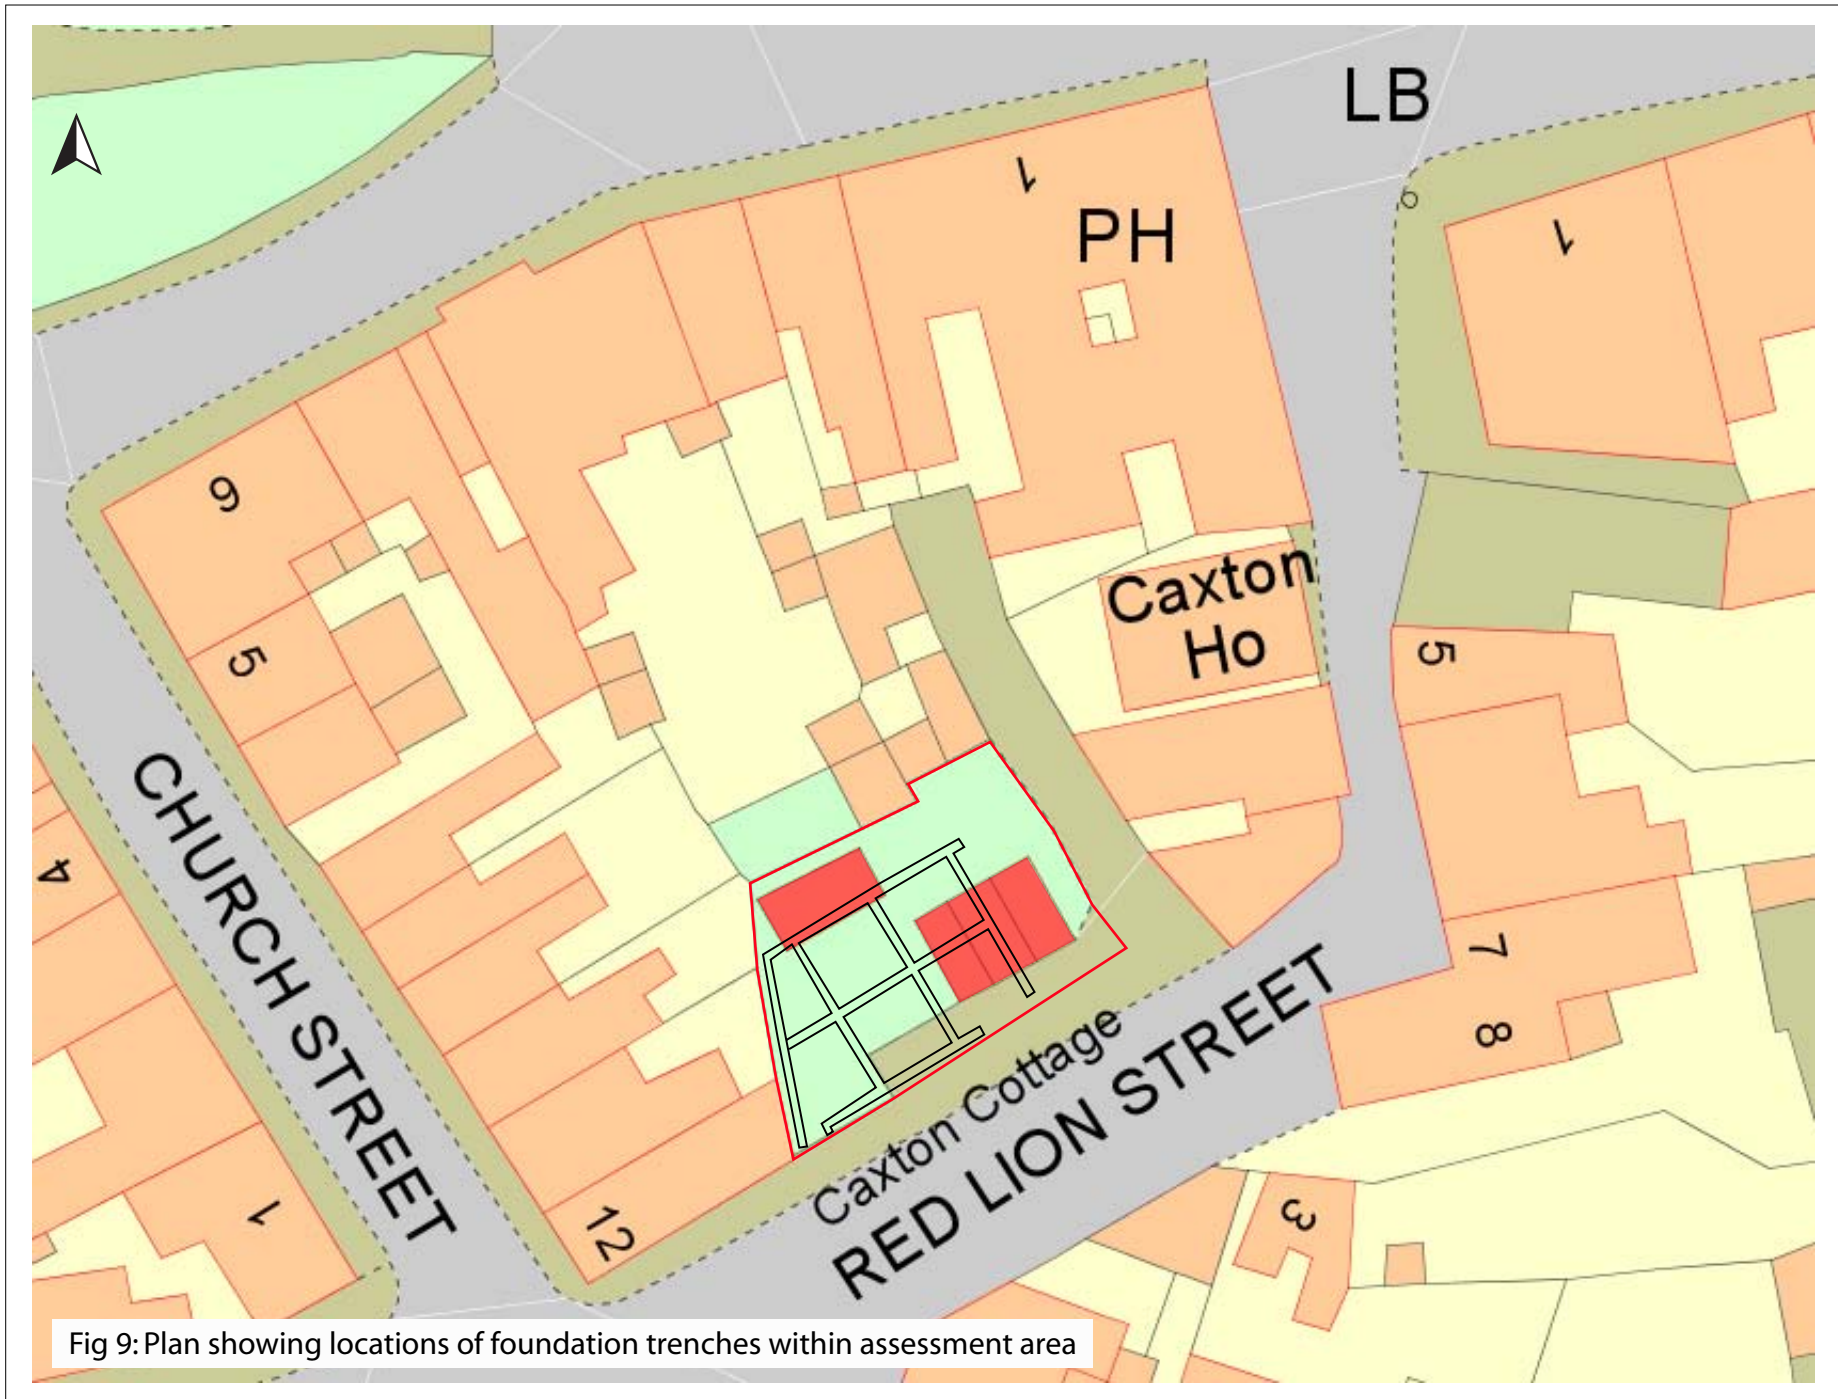 LB
1
PH
1
9
Caxton
Ho
5
5
CHURCH STREET
4
7
8
Caxton Cottage
RED LION STREET
1
12
3
Fig 9: Plan showing locations of foundation trenches within assessment area